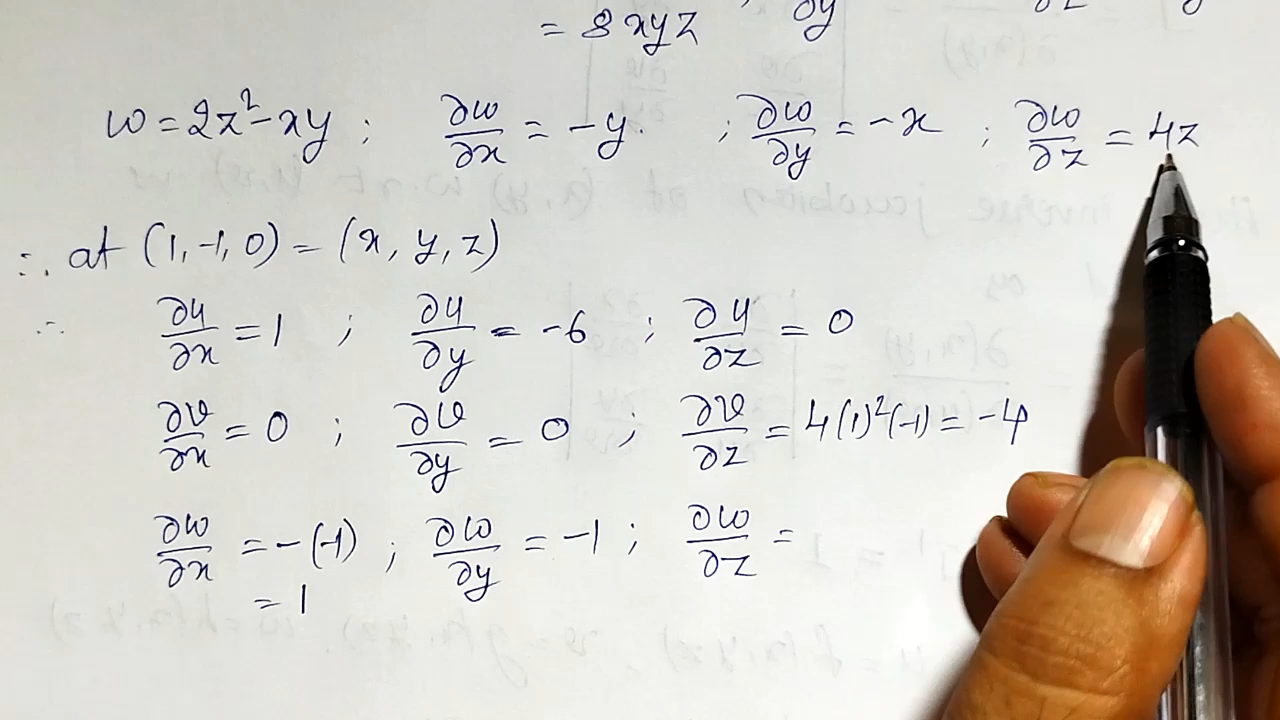 = 8xyz ∂y
w = 2z² - xy ; ∂w/∂x = -y. ; ∂w/∂y = -x ; ∂w/∂z = 4z
∴ at (1, -1, 0) = (x, y, z)
∴ ∂u/∂x = 1 ; ∂u/∂y = -6 ; ∂u/∂z = 0
∂v/∂x = 0 ; ∂v/∂y = 0 ; ∂v/∂z = 4(1)²(-1) = -4
∂w/∂x = -(-1) ; ∂w/∂y = -1 ; ∂w/∂z =
= 1